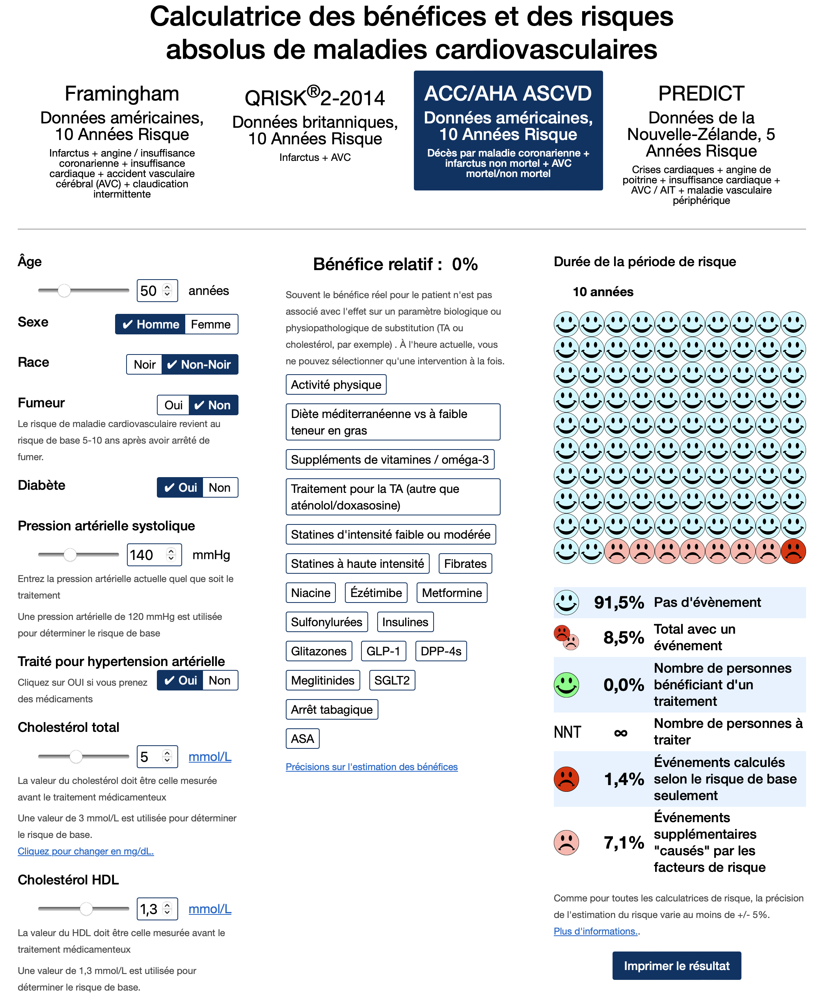 Calculatrice des bénéfices et des risques
absolus de maladies cardiovasculaires
Framingham
Données américaines,
10 Années Risque
Infarctus + angine / insuffisance
coronarienne + insuffisance
cardiaque + accident vasculaire
cérébral (AVC) + claudication
intermittente
QRISK®2-2014
Données britanniques,
10 Années Risque
Infarctus + AVC
ACC/AHA ASCVD
Données américaines,
10 Années Risque
Décès par maladie coronarienne +
infarctus non mortel + AVC
mortel/non mortel
PREDICT
Données de la
Nouvelle-Zélande, 5
Années Risque
Crises cardiaques + angine de
poitrine + insuffisance cardiaque +
AVC / AIT + maladie vasculaire
périphérique
Âge
50 années
Sexe ✔ Homme Femme
Race Noir ✔ Non-Noir
Fumeur Oui ✔ Non
Le risque de maladie cardiovasculaire revient au
risque de base 5-10 ans après avoir arrêté de
fumer.
Diabète ✔ Oui Non
Pression artérielle systolique
140 mmHg
Entrez la pression artérielle actuelle quel que soit le
traitement
Une pression artérielle de 120 mmHg est utilisée
pour déterminer le risque de base
Traité pour hypertension artérielle
Cliquez sur OUI si vous prenez ✔ Oui Non
des médicaments
Cholestérol total
5 mmol/L
La valeur du cholestérol doit être celle mesurée
avant le traitement médicamenteux
Une valeur de 3 mmol/L est utilisée pour déterminer
le risque de base.
Cliquez pour changer en mg/dL.
Cholestérol HDL
1,3 mmol/L
La valeur du HDL doit être celle mesurée avant le
traitement médicamenteux
Une valeur de 1,3 mmol/L est utilisée pour
déterminer le risque de base.
Bénéfice relatif : 0%
Souvent le bénéfice réel pour le patient n'est pas
associé avec l'effet sur un paramètre biologique ou
physiopathologique de substitution (TA ou
cholestérol, par exemple) . À l'heure actuelle, vous
ne pouvez sélectionner qu'une intervention à la fois.
Activité physique
Diète méditerranéenne vs à faible
teneur en gras
Suppléments de vitamines / oméga-3
Traitement pour la TA (autre que
aténolol/doxasosine)
Statines d'intensité faible ou modérée
Statines à haute intensité Fibrates
Niacine Ézétimibe Metformine
Sulfonylurées Insulines
Glitazones GLP-1 DPP-4s
Meglitinides SGLT2
Arrêt tabagique
ASA
Précisions sur l'estimation des bénéfices
Durée de la période de risque
10 années
91,5% Pas d'évènement
8,5% Total avec un
événement
0,0% Nombre de personnes
bénéficiant d'un
traitement
NNT ∞ Nombre de personnes à
traiter
1,4% Événements calculés
selon le risque de base
seulement
7,1% Événements
supplémentaires
"causés" par les
facteurs de risque
Comme pour toutes les calculatrices de risque, la précision
de l'estimation du risque varie au moins de +/- 5%.
Plus d'informations..
Imprimer le résultat